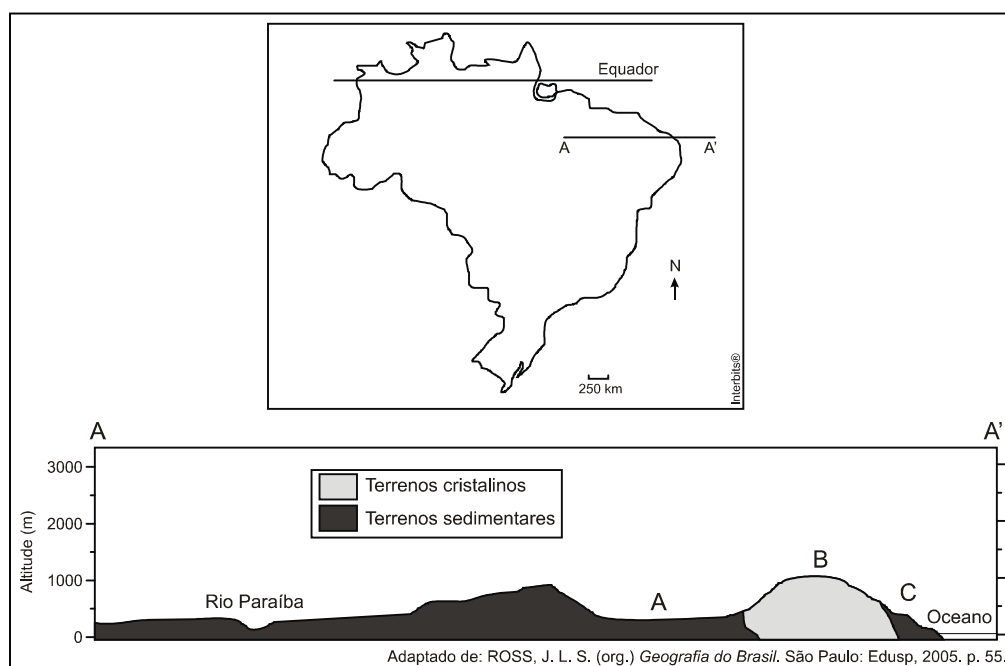 Equador
A A'
N
250 km
Interbits®
A A'
3000
2000
1000
0
Altitude (m)
Terrenos cristalinos
Terrenos sedimentares
Rio Paraíba
A
B
C
Oceano
Adaptado de: ROSS, J. L. S. (org.) Geografia do Brasil. São Paulo: Edusp, 2005. p. 55.